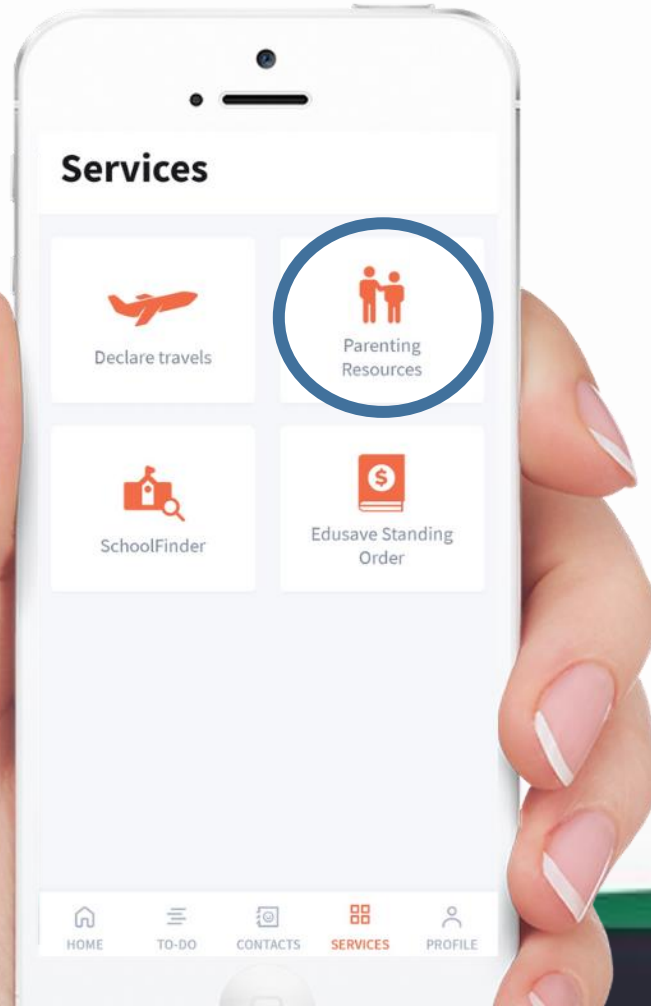 Services
Declare travels
Parenting
Resources
SchoolFinder
Edusave Standing
Order
HOME
TO-DO
CONTACTS
SERVICES
PROFILE